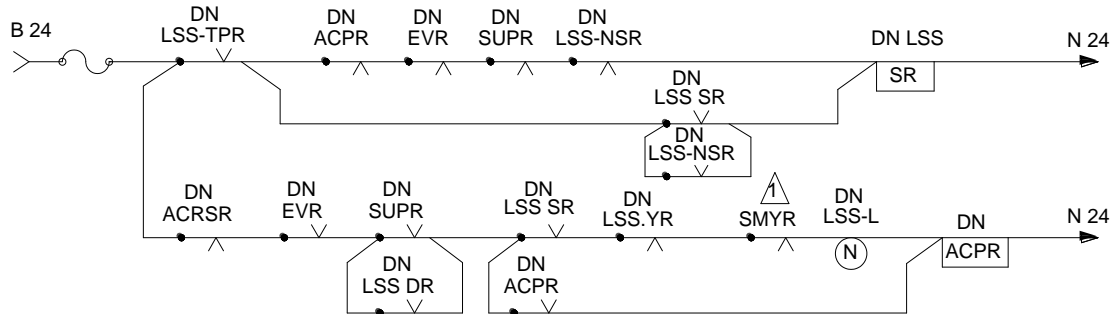 B 24
DN
LSS-TPR
DN
ACPR
DN
EVR
DN
SUPR
DN
LSS-NSR
DN LSS
SR
N 24
DN
LSS SR
DN
LSS-NSR
DN
ACRSR
DN
EVR
DN
SUPR
DN
LSS SR
DN
LSS.YR
1
SMYR
DN
LSS-L
N
DN
ACPR
N 24
DN
LSS DR
DN
ACPR